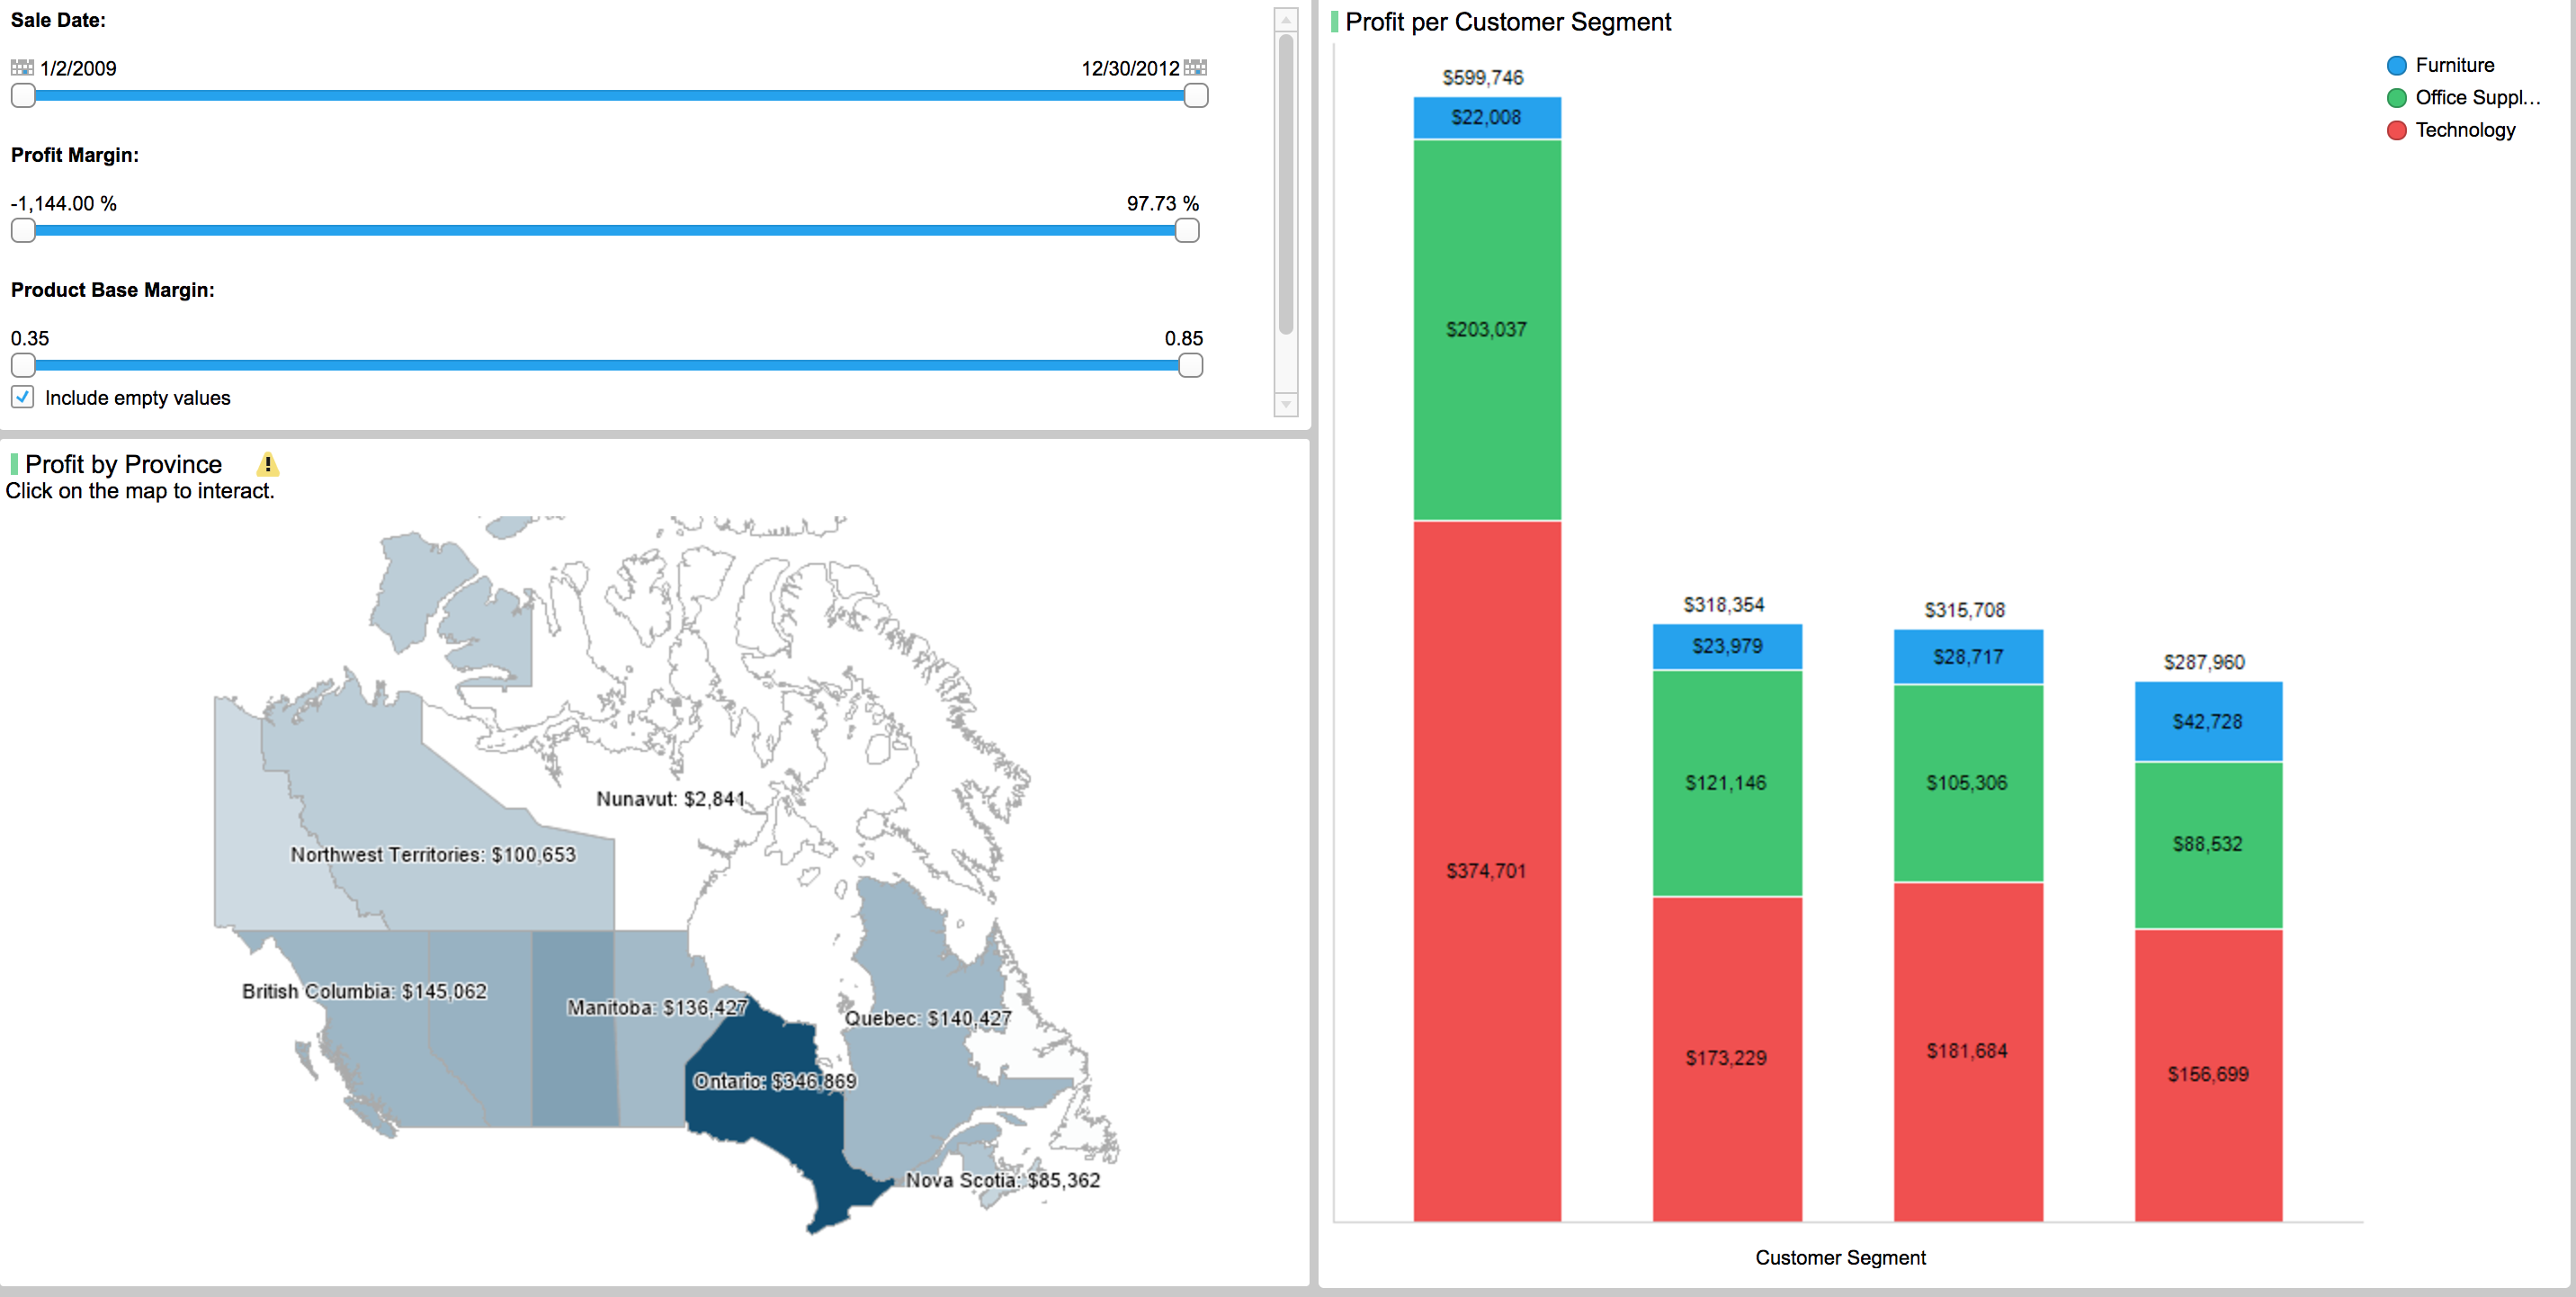 Sale Date:
1/2/2009 12/30/2012
Profit Margin:
-1,144.00 % 97.73 %
Product Base Margin:
0.35 0.85
Include empty values
Profit by Province
Click on the map to interact.
Nunavut: $2,841
Northwest Territories: $100,653
British Columbia: $145,062
Manitoba: $136,427
Quebec: $140,427
Ontario: $346,869
Nova Scotia: $85,362
Profit per Customer Segment
Furniture
Office Suppl...
Technology
$599,746
$22,008
$203,037
$374,701
$318,354
$23,979
$121,146
$173,229
$315,708
$28,717
$105,306
$181,684
$287,960
$42,728
$88,532
$156,699
Customer Segment